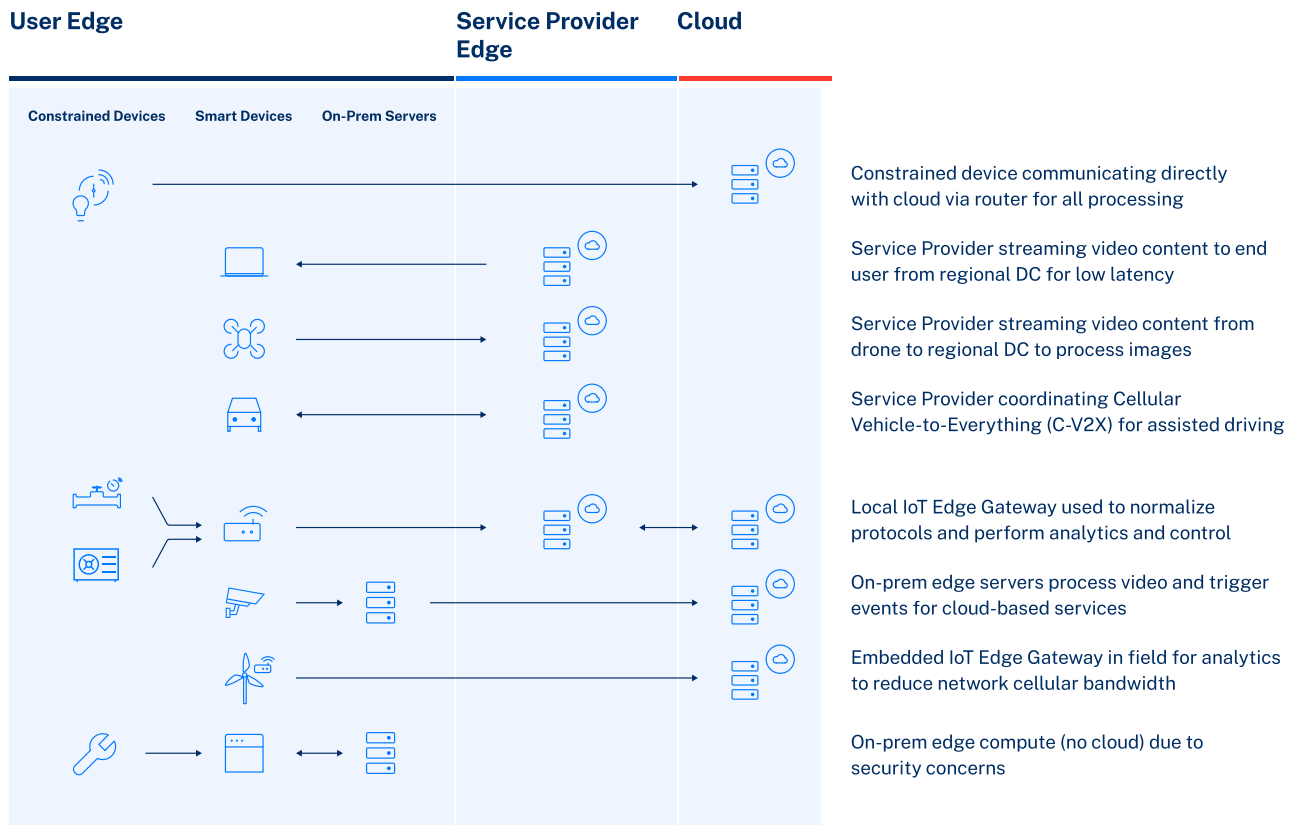 User Edge
Service Provider
Edge
Cloud
Constrained Devices
Smart Devices
On-Prem Servers
Constrained device communicating directly
with cloud via router for all processing
Service Provider streaming video content to end
user from regional DC for low latency
Service Provider streaming video content from
drone to regional DC to process images
Service Provider coordinating Cellular
Vehicle-to-Everything (C-V2X) for assisted driving
Local IoT Edge Gateway used to normalize
protocols and perform analytics and control
On-prem edge servers process video and trigger
events for cloud-based services
Embedded IoT Edge Gateway in field for analytics
to reduce network cellular bandwidth
On-prem edge compute (no cloud) due to
security concerns